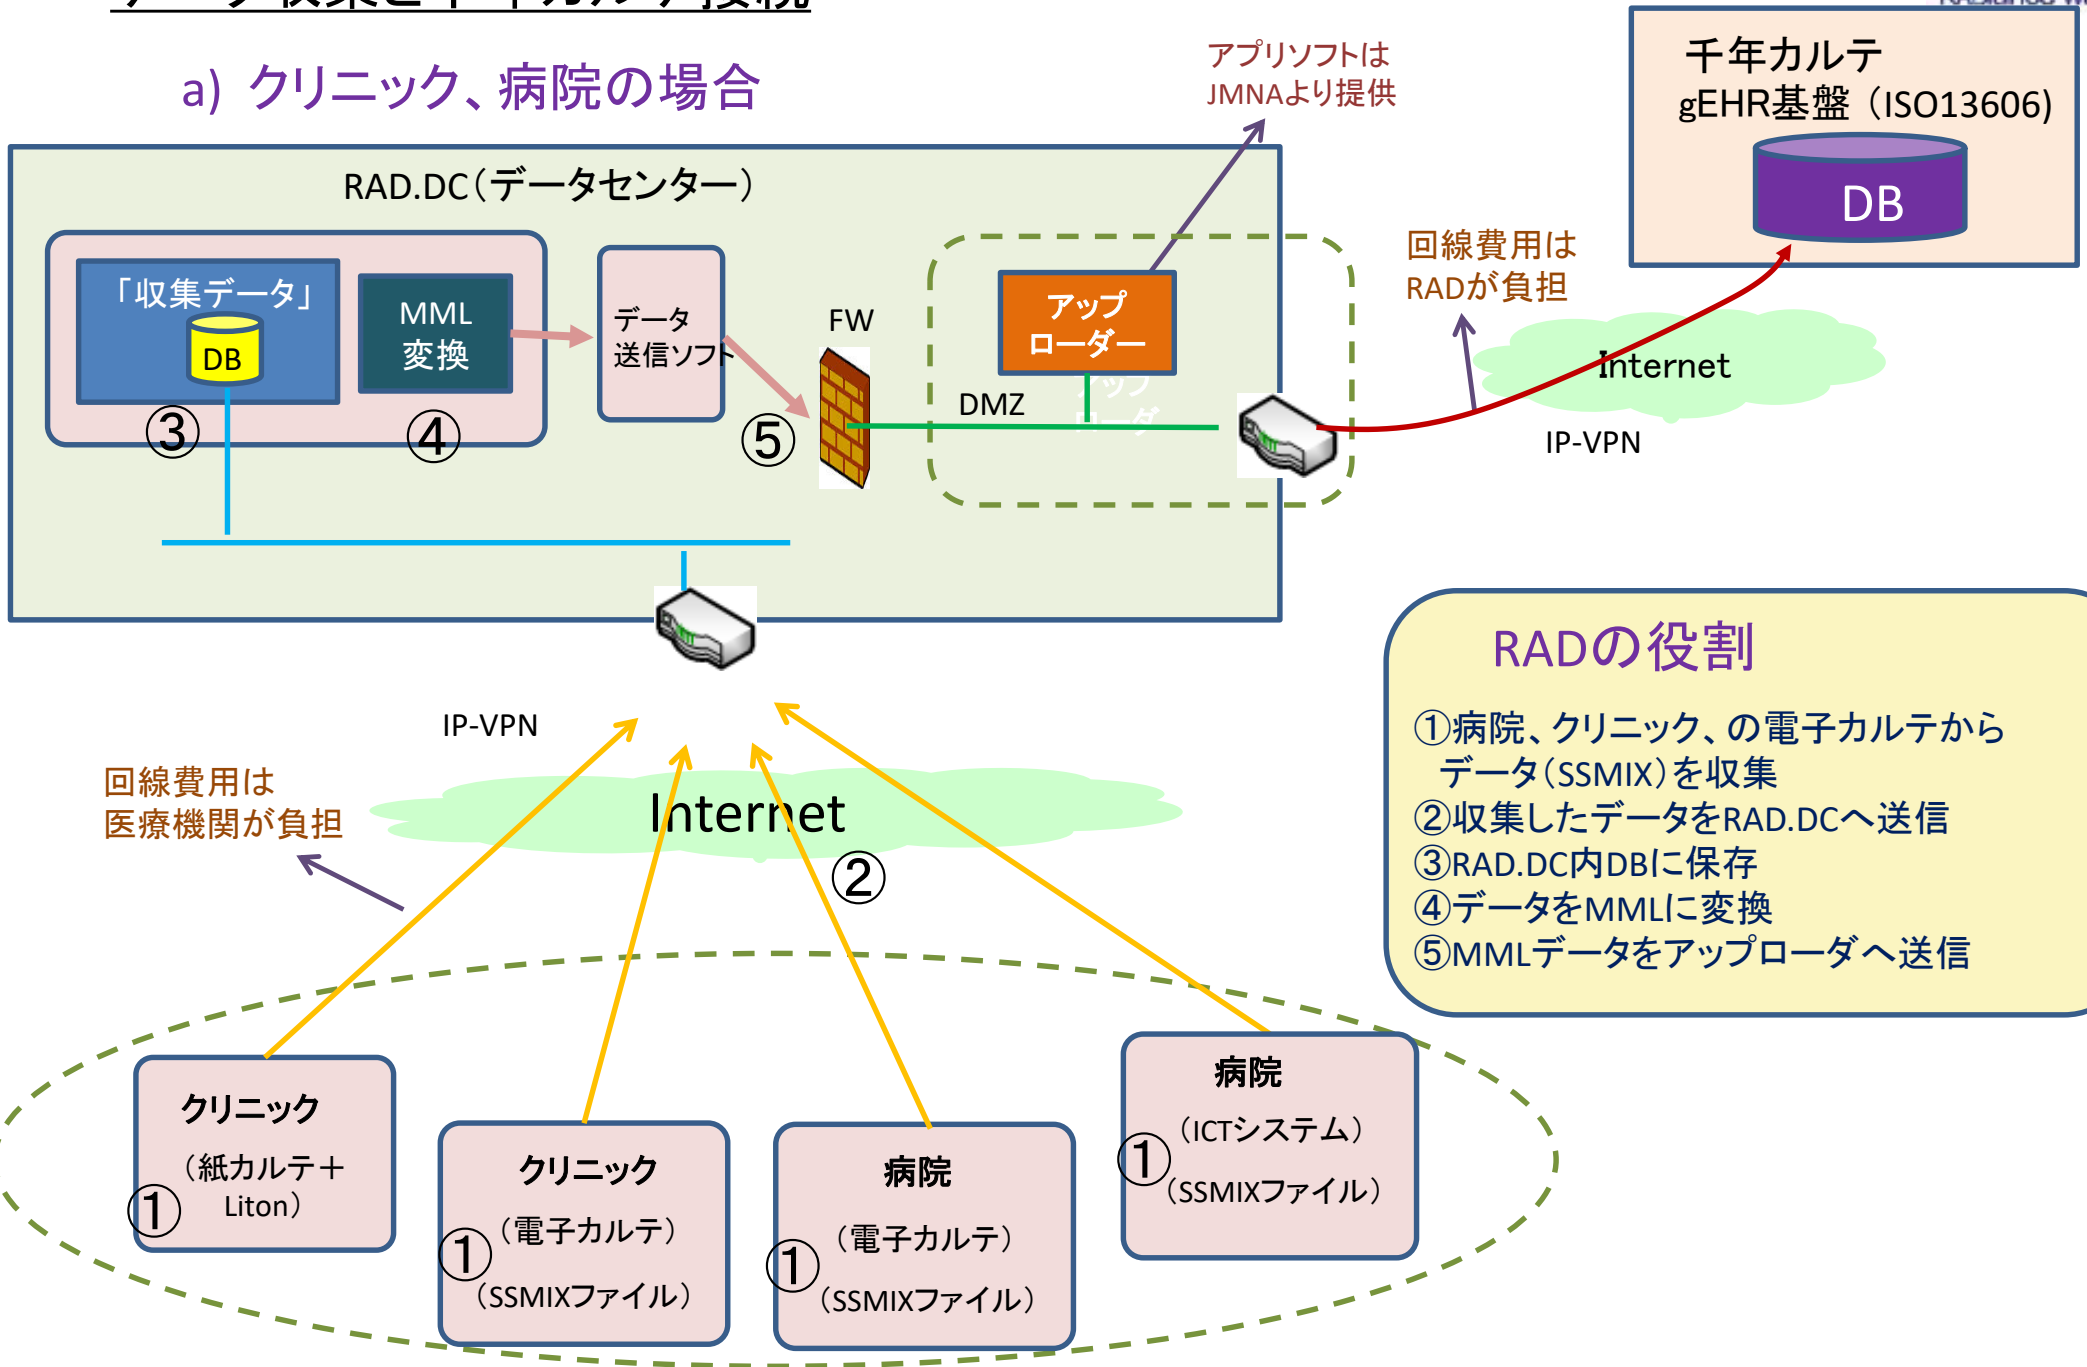 a) クリニック、病院の場合
アプリソフトは
JMNAより提供
千年カルテ
gEHR基盤（ISO13606)
DB
RAD.DC（データセンター）
「収集データ」
DB
③
MML
変換
④
データ
送信ソフト
⑤
FW
DMZ
アップ
ローダー
アップ
ローダ
回線費用は
RADが負担
Internet
IP-VPN
IP-VPN
回線費用は
医療機関が負担
Internet
②
RADの役割
①病院、クリニック、の電子カルテから
データ（SSMIX）を収集
②収集したデータをRAD.DCへ送信
③RAD.DC内DBに保存
④データをMMLに変換
⑤MMLデータをアップローダへ送信
クリニック
（紙カルテ＋
Liton）
①
クリニック
（電子カルテ）
①
（SSMIXファイル）
病院
（電子カルテ）
①
（SSMIXファイル）
病院
（ICTシステム）
①
（SSMIXファイル）